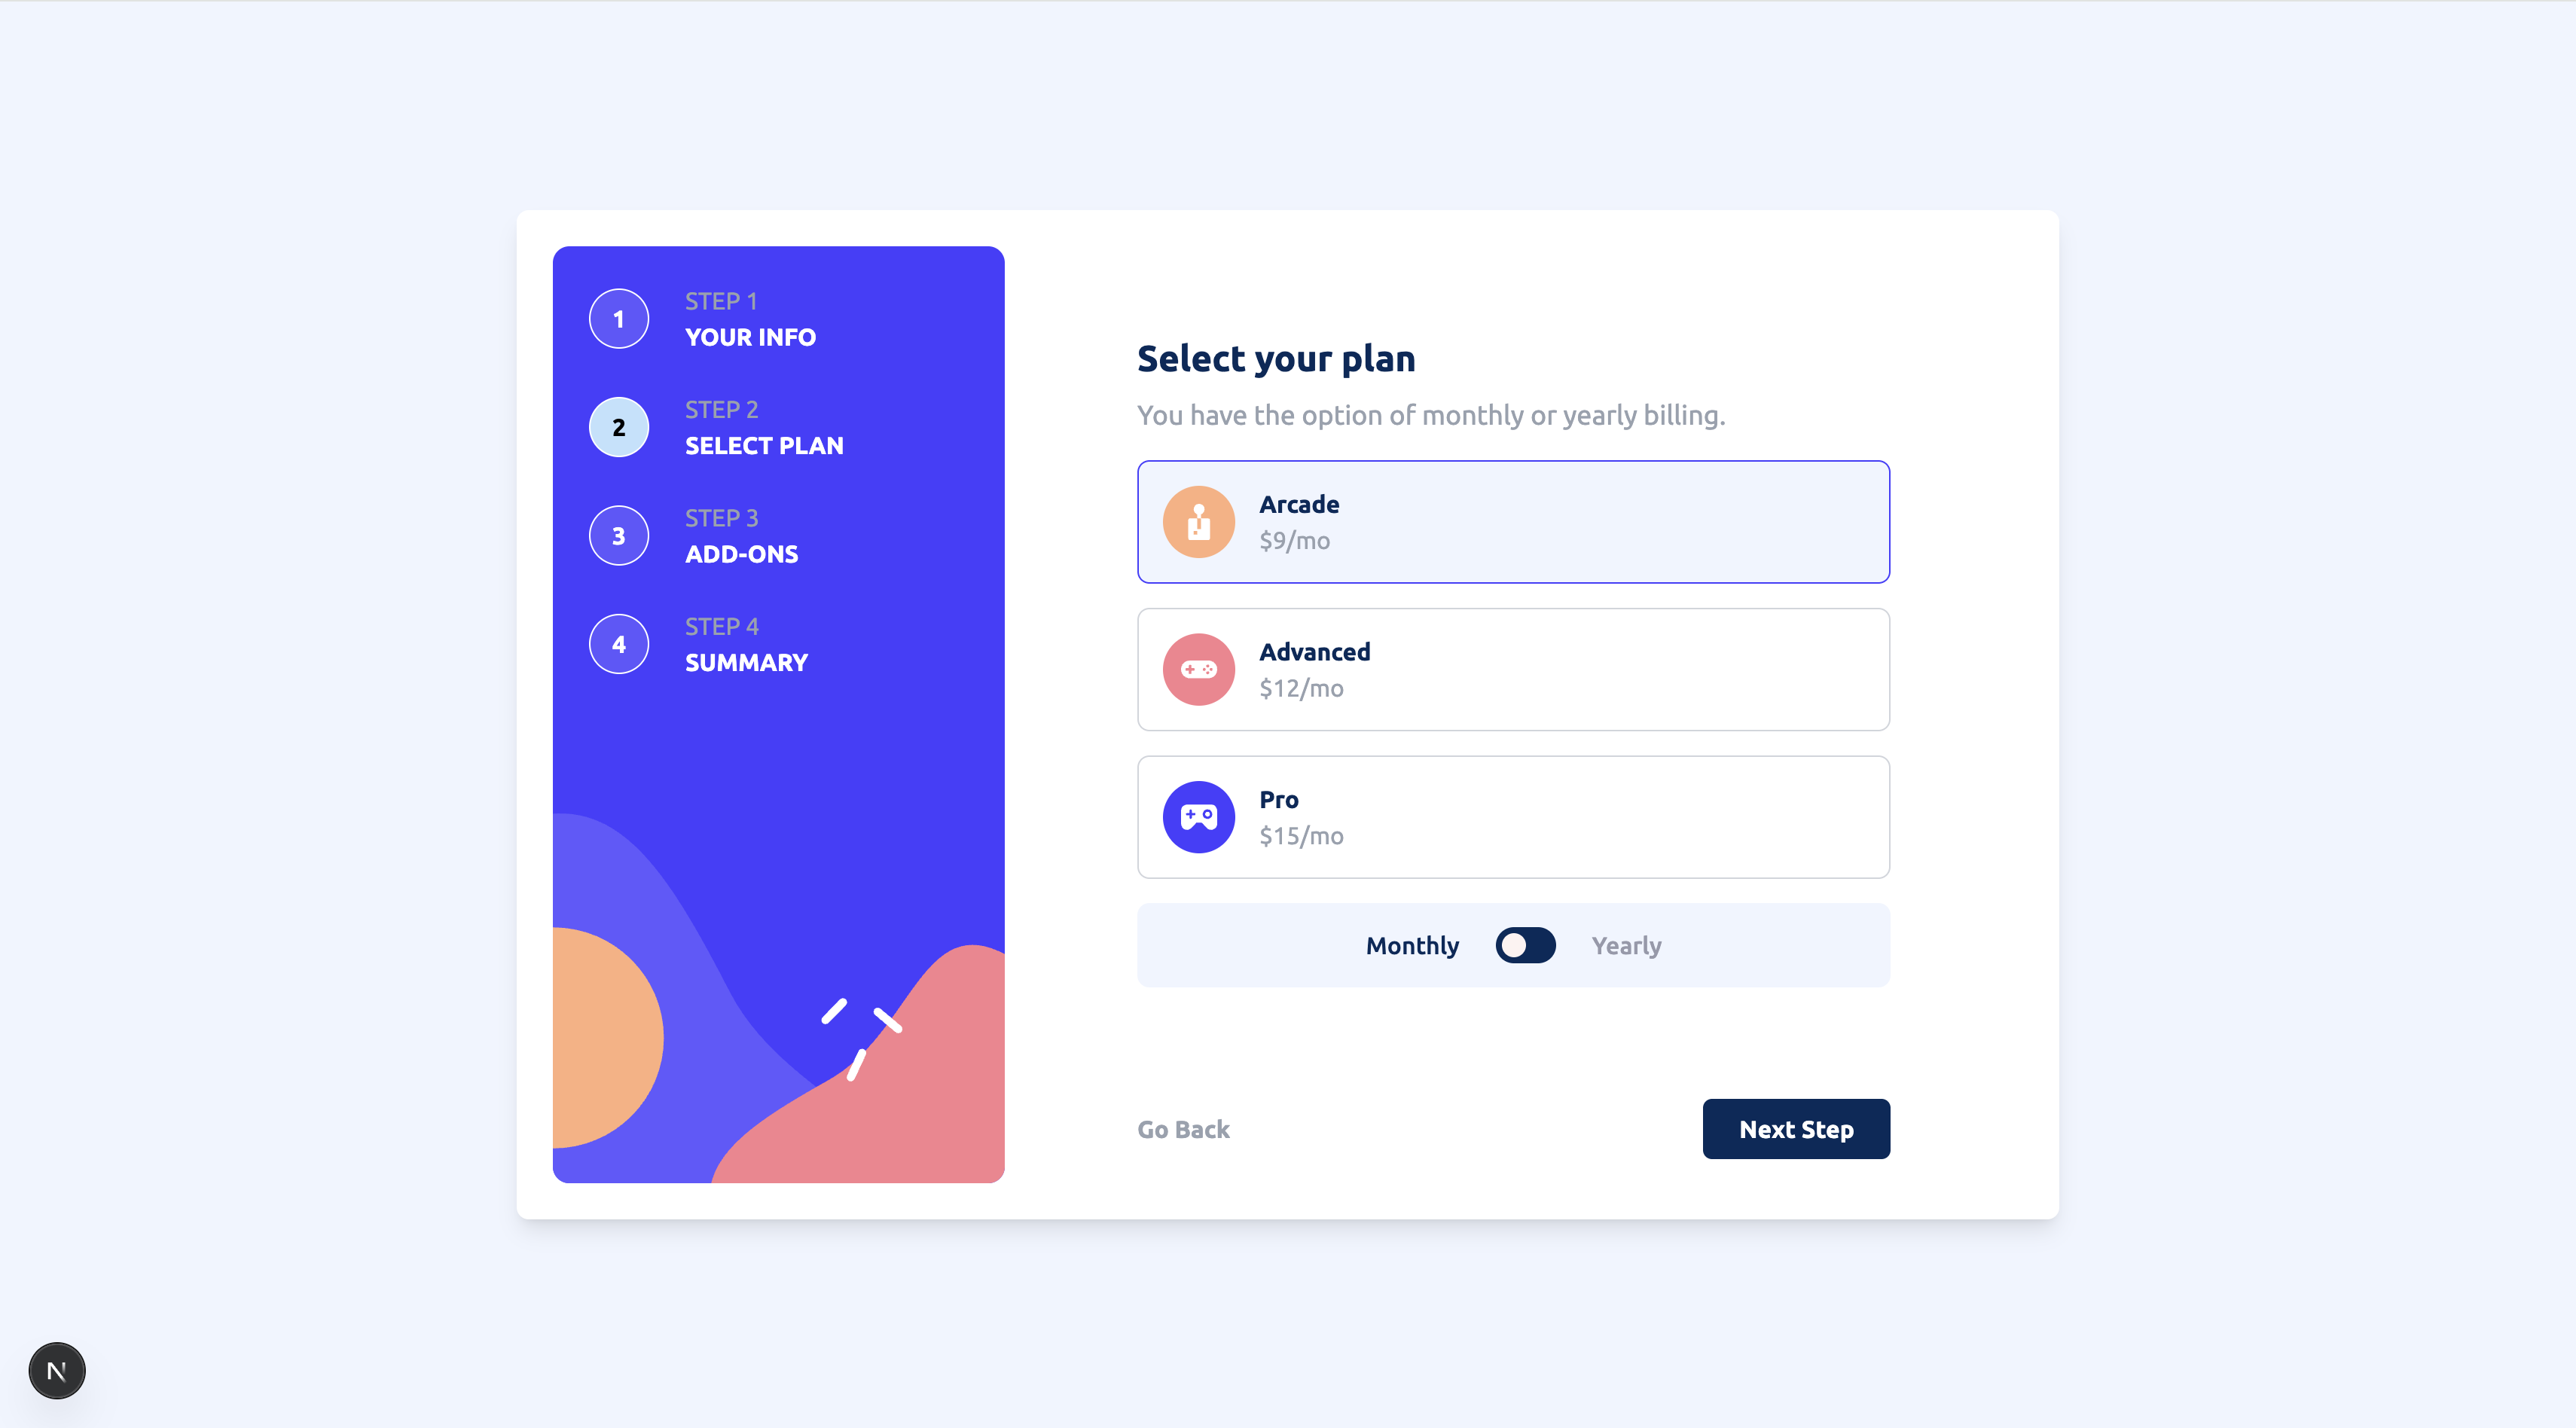 1
STEP 1
YOUR INFO
2
STEP 2
SELECT PLAN
3
STEP 3
ADD-ONS
4
STEP 4
SUMMARY
Select your plan
You have the option of monthly or yearly billing.
Arcade
$9/mo
Advanced
$12/mo
Pro
$15/mo
Monthly Yearly
Go Back Next Step
N